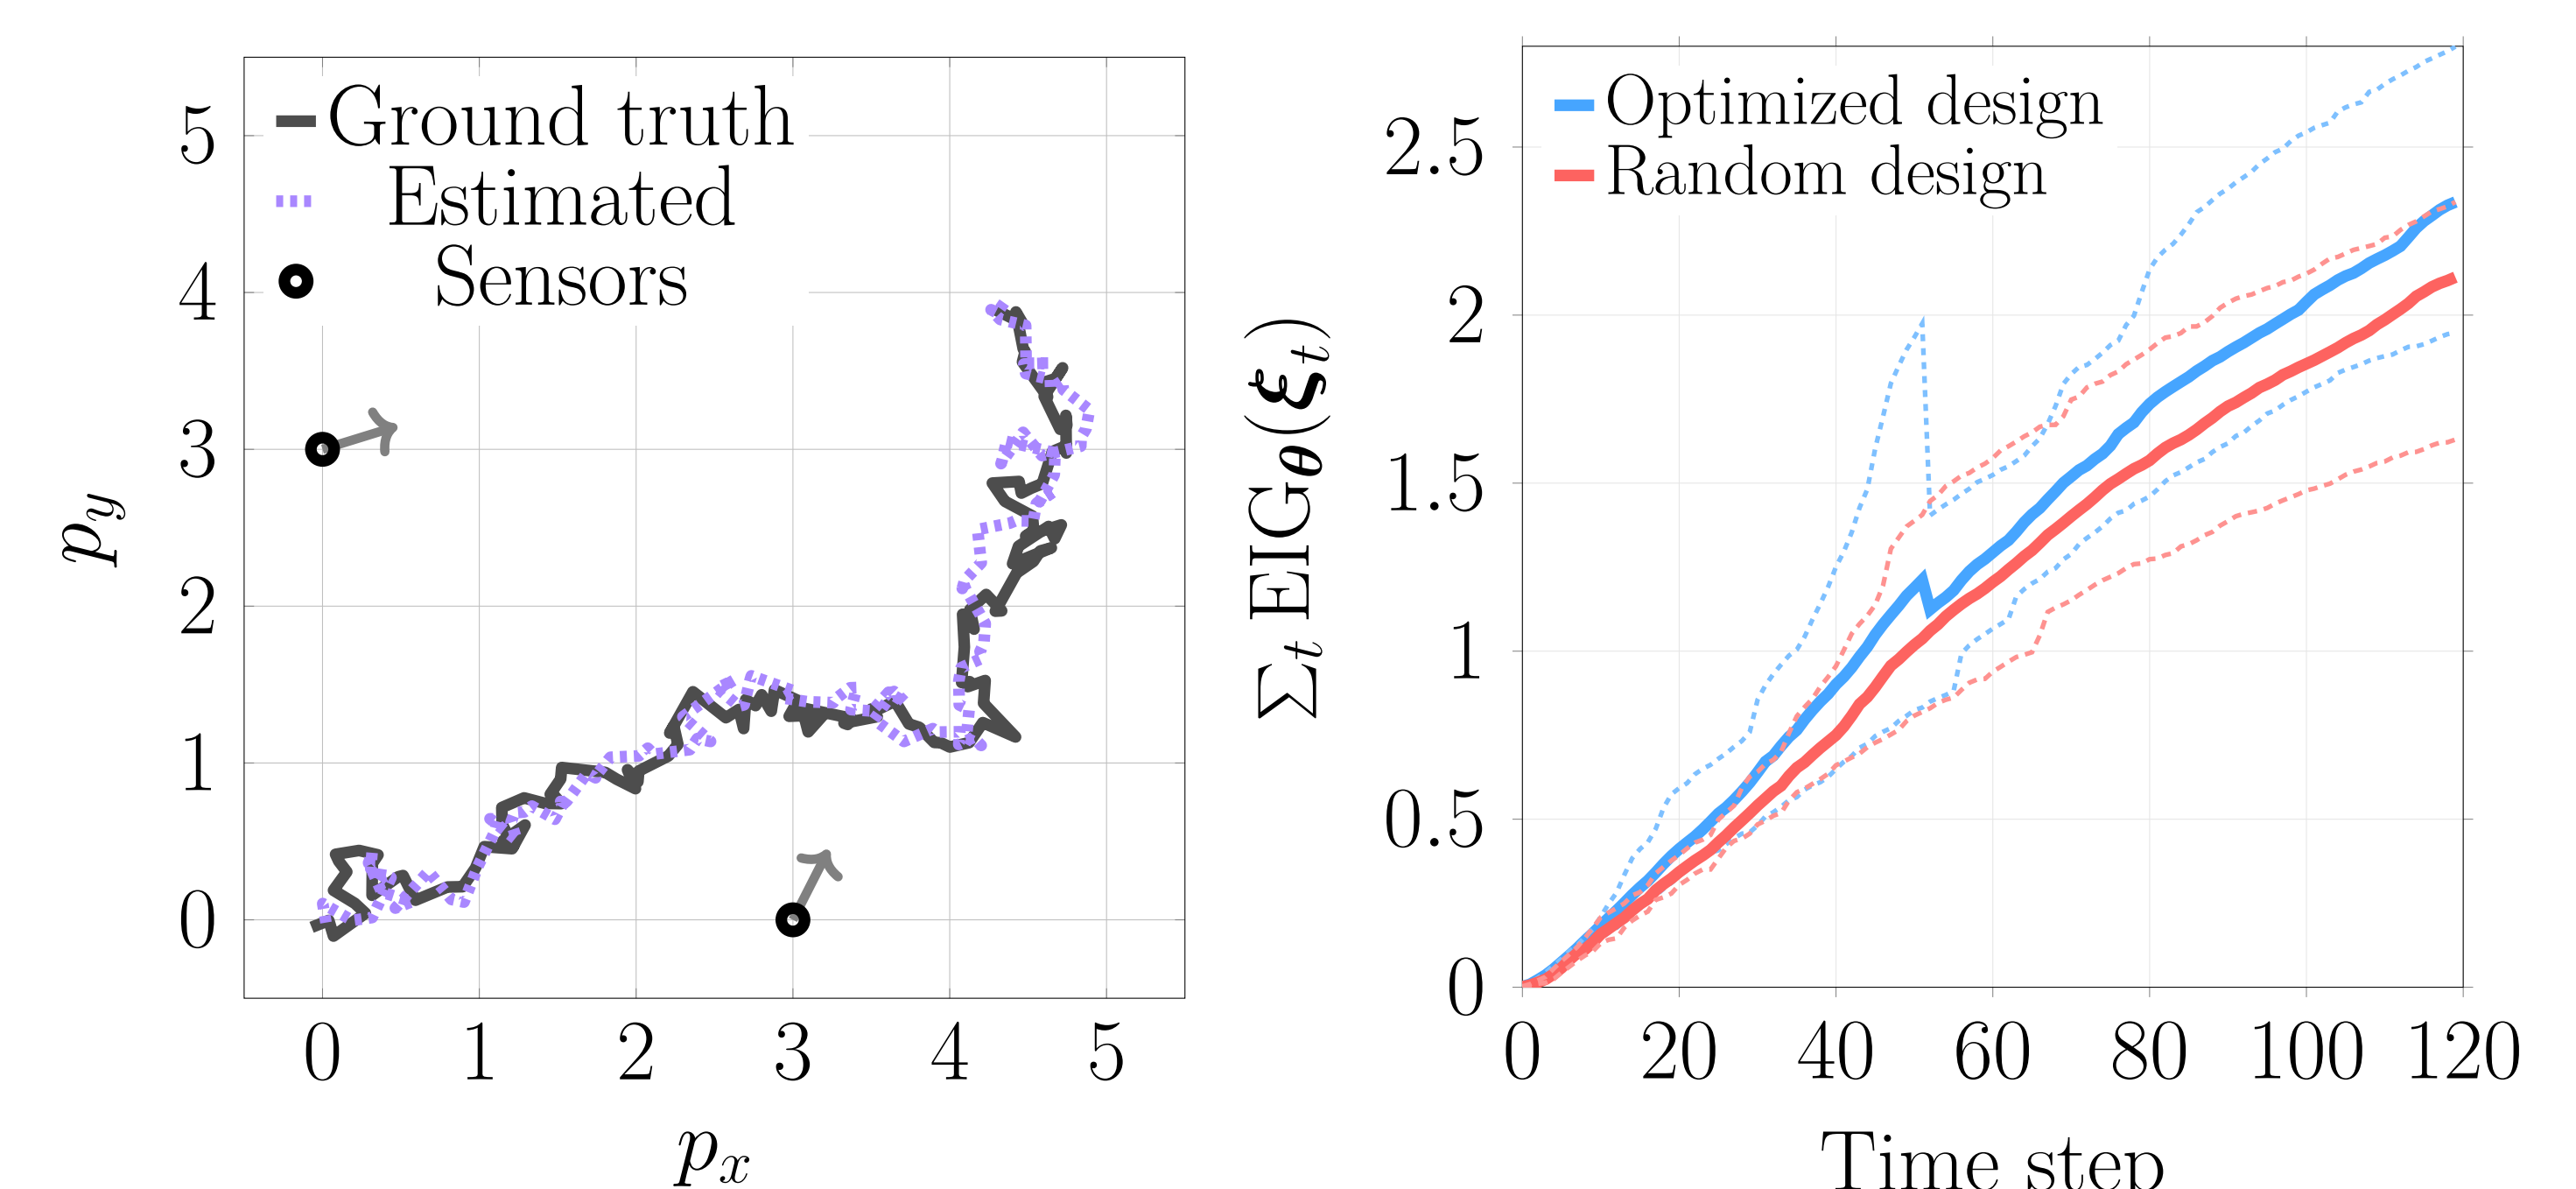 Ground truth
Estimated
Sensors
5
4
3
2
1
0
0 1 2 3 4 5
p_y
p_x
Optimized design
Random design
2.5
2
1.5
1
0.5
0
0 20 40 60 80 100 120
Σ_t EIG_θ(ξ_t)
Time step